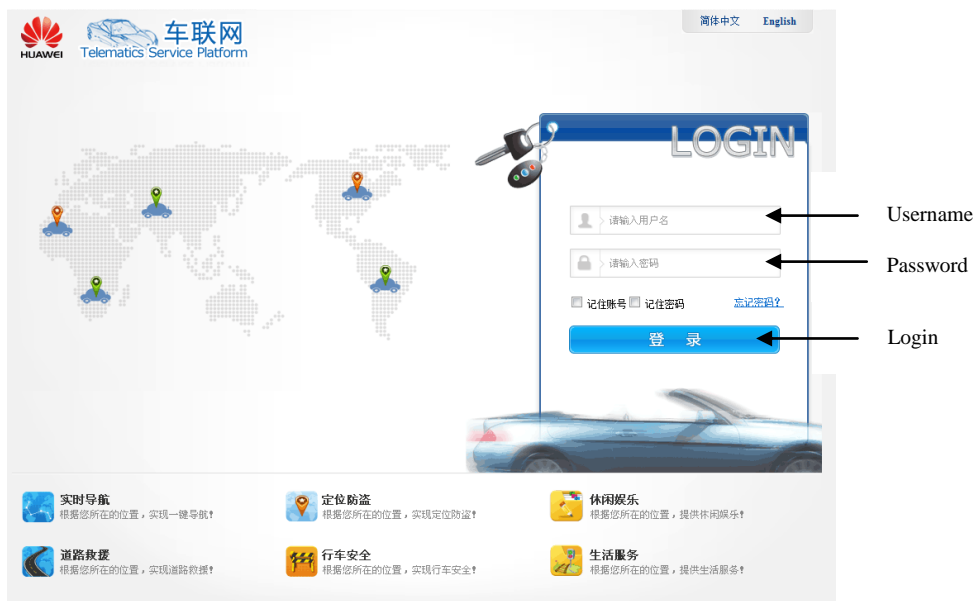 HUAWEI
车联网
Telematics Service Platform
简体中文 English
LOGIN
请输入用户名
Username
请输入密码
Password
记住账号 记住密码 忘记密码?
登 录
Login
实时导航
根据您所在的位置，实现一键导航!
定位防盗
根据您所在的位置，实现定位防盗!
休闲娱乐
根据您所在的位置，提供休闲娱乐!
道路救援
根据您所在的位置，实现道路救援!
行车安全
根据您所在的位置，实现行车安全!
生活服务
根据您所在的位置，提供生活服务!